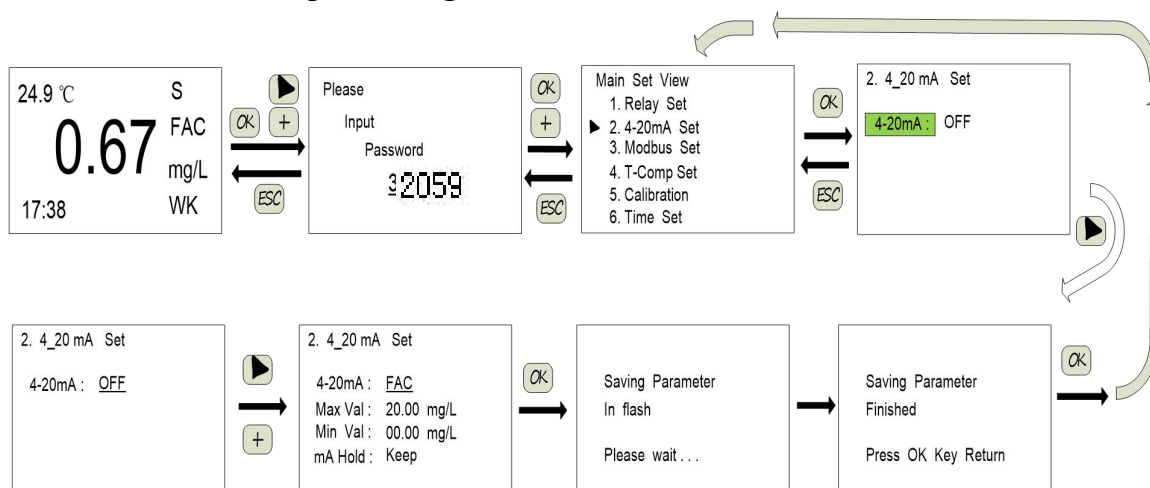 24.9 ℃ S
0.67 FAC
mg/L
17:38 WK
OK +
ESC
Please
Input
Password
32059
OK
+
ESC
Main Set View
1. Relay Set
2. 4-20mA Set
3. Modbus Set
4. T-Comp Set
5. Calibration
6. Time Set
OK
ESC
2. 4_20 mA Set
4-20mA : OFF
2. 4_20 mA Set
4-20mA : OFF
+
2. 4_20 mA Set
4-20mA : FAC
Max Val : 20.00 mg/L
Min Val : 00.00 mg/L
mA Hold : Keep
OK
Saving Parameter
In flash
Please wait . . .
Saving Parameter
Finished
Press OK Key Return
OK